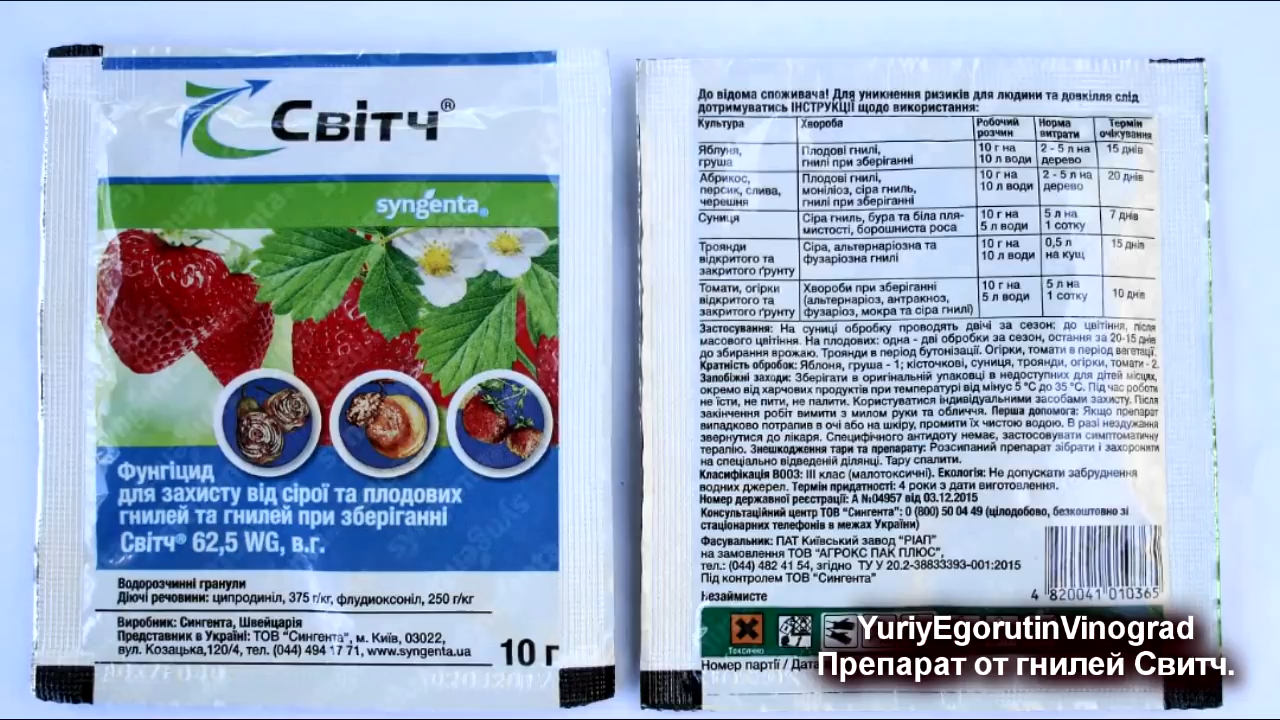 Світч®
syngenta®
Фунгіцид
для захисту від сірої та плодових
гнилей та гнилей при зберіганні
Світч® 62,5 WG, в.г.
Водорозчинні гранули
Діючі речовини: ципродиніл, 375 г/кг, флудиоксоніл, 250 г/кг
Виробник: Сингента, Швейцарія
Представник в Україні: ТОВ "Сингента", м. Київ, 03022,
вул. Козацька,120/4, тел. (044) 494 17 71, www.syngenta.ua
10 г
До відома споживача! Для уникнення ризиків для людини та довкілля слід
дотримуватись ІНСТРУКЦІЇ щодо використання:
Культура Хвороба Робочий розчин Норма витрати Термін очікування
Яблуня, Плодові гнилі, 10 г на 2 - 5 л на 15 днів
груша гнилі при зберіганні 10 л води дерево
Абрикос, Плодові гнилі, 10 г на 2 - 5 л на 20 днів
персик, слива, моніліоз, сіра гниль, 10 л води дерево
черешня гнилі при зберіганні
Суниця Сіра гниль, бура та біла пля- 10 г на 5 л на 7 днів
мистості, борошниста роса 5 л води 1 сотку
Троянди Сіра, альтернаріозна та 10 г на 0,5 л 15 днів
відкритого та фузаріозна гнилі 10 л води на кущ
закритого ґрунту
Томати, огірки Хвороби при зберіганні 10 г на 5 л на 10 днів
відкритого та (альтернаріоз, антракноз, 5 л води 1 сотку
закритого ґрунту фузаріоз, мокра та сіра гнилі)
Застосування: На суниці обробку проводять двічі за сезон: до цвітіння, після
масового цвітіння. На плодових: одна - дві обробки за сезон, остання за 20-15 днів
до збирання врожаю. Троянди в період бутонізації. Огірки, томати в період вегетації.
Кратність обробок: Яблоня, груша - 1; кісточкові, суниця, троянди, огірки, томати - 2.
Запобіжні заходи: Зберігати в оригінальній упаковці в недоступних для дітей місцях,
окремо від харчових продуктів при температурі від мінус 5 °С до 35 °С. Під час роботи
не їсти, не пити, не палити. Користуватися індивідуальними засобами захисту. Після
закінчення робіт вимити з милом руки та обличчя. Перша допомога: Якщо препарат
випадково потрапив в очі або на шкіру, промити їх чистою водою. В разі нездужання
звернутися до лікаря. Специфічного антидоту немає, застосовувати симптоматичну
терапію. Знешкодження тари та препарату: Розсипаний препарат зібрати і захоронити
на спеціально відведеній ділянці. Тару спалити.
Класифікація ВООЗ: III клас (малотоксичні). Екологія: Не допускати забруднення
водних джерел. Термін придатності: 4 роки з дати виготовлення.
Номер державної реєстрації: А №04957 від 03.12.2015
Консультаційний центр ТОВ "Сингента": 0 (800) 50 04 49 (цілодобово, безкоштовно зі
стаціонарних телефонів в межах України)
Фасувальник: ПАТ Київський завод "РІАП"
на замовлення ТОВ "АГРОКС ПАК ПЛЮС",
тел.: (044) 482 41 54, згідно ТУ У 20.2-38833393-001:2015
Під контролем ТОВ "Сингента"
Незаймисте
4 820041 010365
Токсично
Номер партії / Дата
YuriyEgorutinVinograd
Препарат от гнилей Свитч.